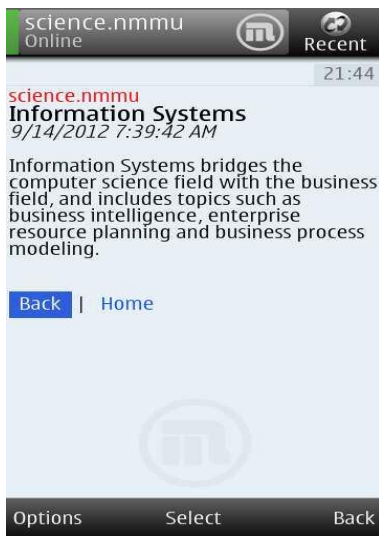 science.nmmu
Online
Recent
21:44
science.nmmu
Information Systems
9/14/2012 7:39:42 AM
Information Systems bridges the
computer science field with the business
field, and includes topics such as
business intelligence, enterprise
resource planning and business process
modeling.
Back | Home
Options Select Back